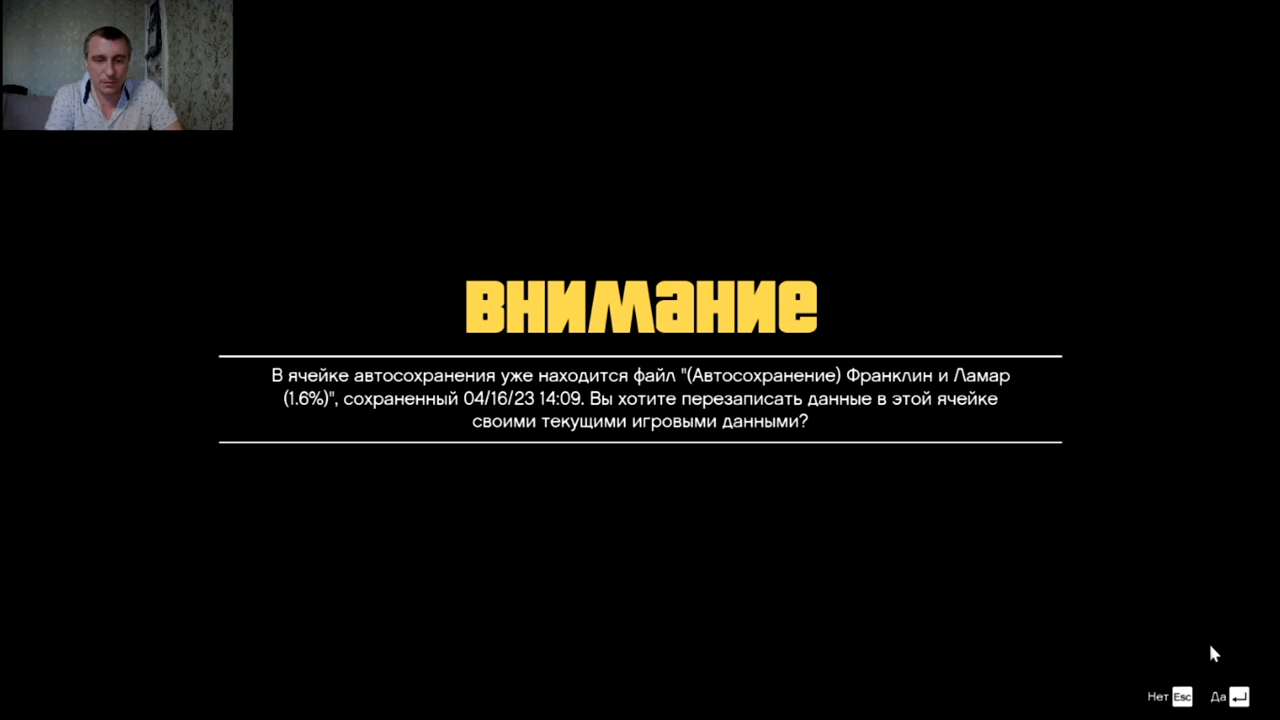 внимание
В ячейке автосохранения уже находится файл "(Автосохранение) Франклин и Ламар
(1.6%)", сохраненный 04/16/23 14:09. Вы хотите перезаписать данные в этой ячейке
своими текущими игровыми данными?
Нет Esc Да